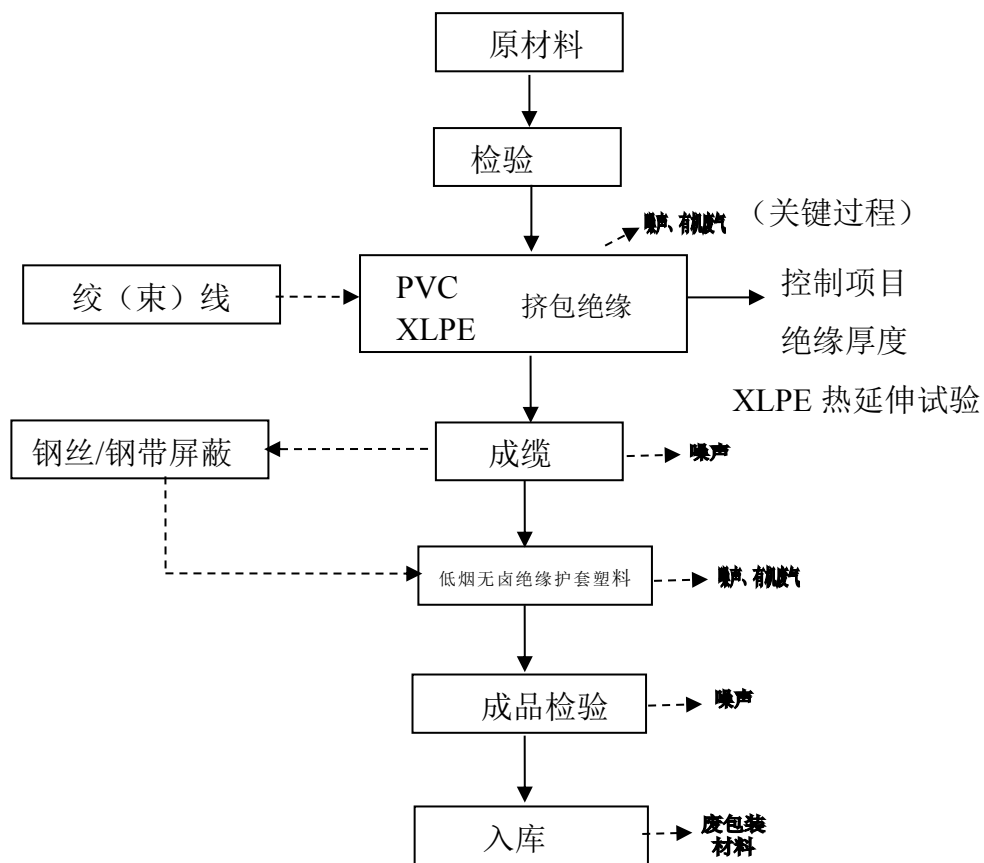 原材料
检验
噪声、有机废气
（关键过程）
绞（束）线
PVC
XLPE
挤包绝缘
控制项目
绝缘厚度
XLPE 热延伸试验
钢丝/钢带屏蔽
成缆
噪声
低烟无卤绝缘护套塑料
噪声、有机废气
成品检验
噪声
入库
废包装
材料